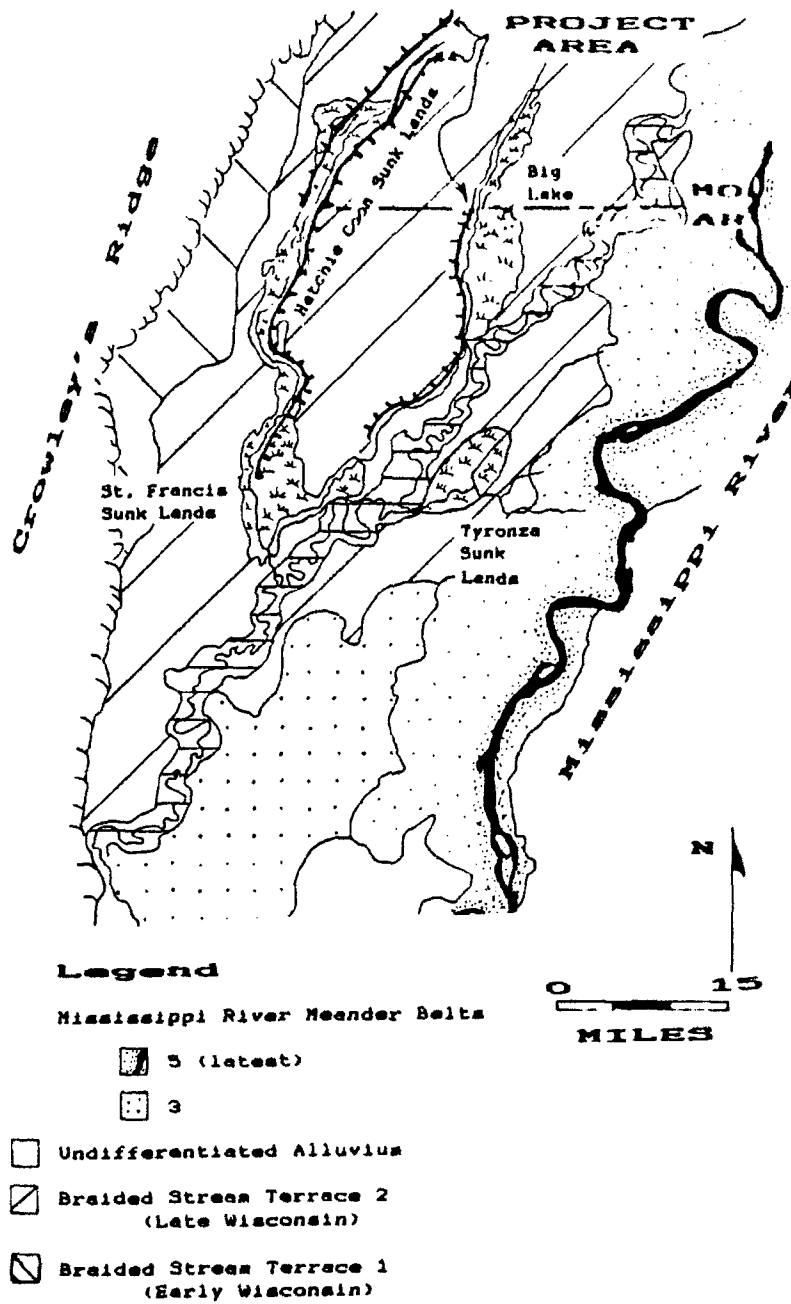 PROJECT
AREA
Crowley's Ridge
Hatchie Coon Sunk Lands
Big
Lake
MO
AR
St. Francis
Sunk Lands
Tyronza
Sunk
Lands
Mississippi River
N
Legend
Mississippi River Meander Belts
5 (latest)
3
Undifferentiated Alluvium
Braided Stream Terrace 2
(Late Wisconsin)
Braided Stream Terrace 1
(Early Wisconsin)
0 15
MILES